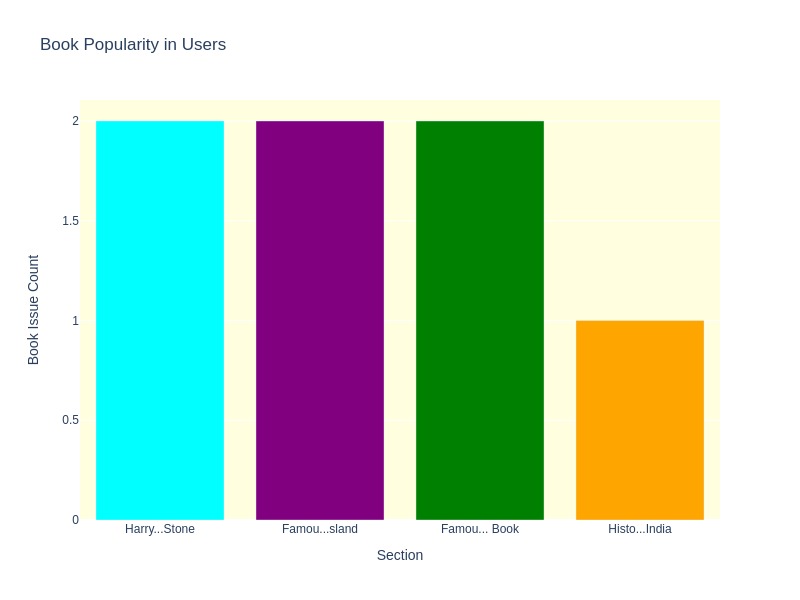 Book Popularity in Users
2
1.5
1
0.5
0
Book Issue Count
Harry...Stone
Famou...sland
Famou... Book
Histo...India
Section